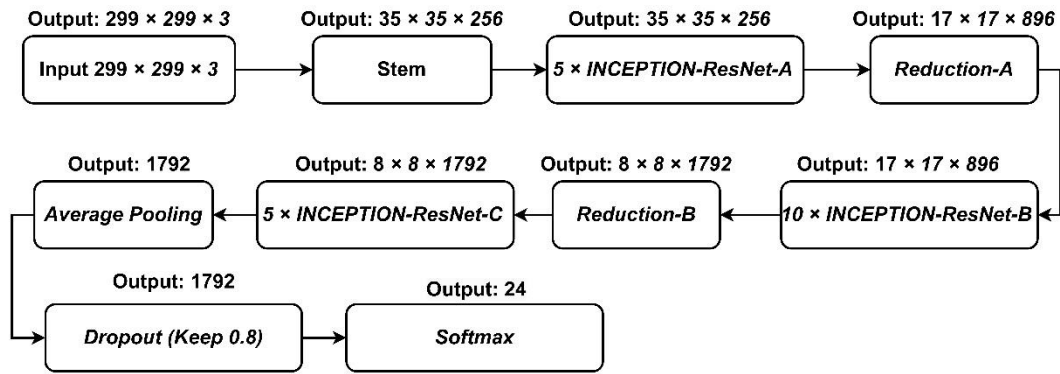 Output: 299 × 299 × 3
Output: 35 × 35 × 256
Output: 35 × 35 × 256
Output: 17 × 17 × 896
Input 299 × 299 × 3
Stem
5 × INCEPTION-ResNet-A
Reduction-A
Output: 1792
Output: 8 × 8 × 1792
Output: 8 × 8 × 1792
Output: 17 × 17 × 896
Average Pooling
5 × INCEPTION-ResNet-C
Reduction-B
10 × INCEPTION-ResNet-B
Output: 1792
Output: 24
Dropout (Keep 0.8)
Softmax